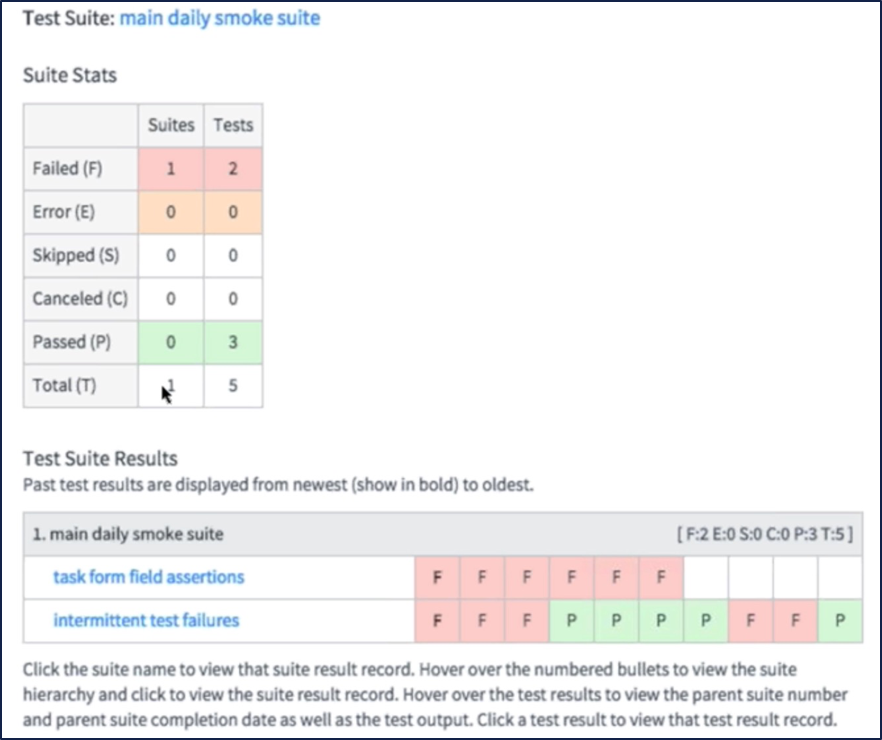 Test Suite: main daily smoke suite
Suite Stats
Suites Tests
Failed (F) 1 2
Error (E) 0 0
Skipped (S) 0 0
Canceled (C) 0 0
Passed (P) 0 3
Total (T) 1 5
Test Suite Results
Past test results are displayed from newest (show in bold) to oldest.
1. main daily smoke suite [ F:2 E:0 S:0 C:0 P:3 T:5 ]
task form field assertions F F F F F F
intermittent test failures F F F P P P P F F P
Click the suite name to view that suite result record. Hover over the numbered bullets to view the suite
hierarchy and click to view the suite result record. Hover over the test results to view the parent suite number
and parent suite completion date as well as the test output. Click a test result to view that test result record.